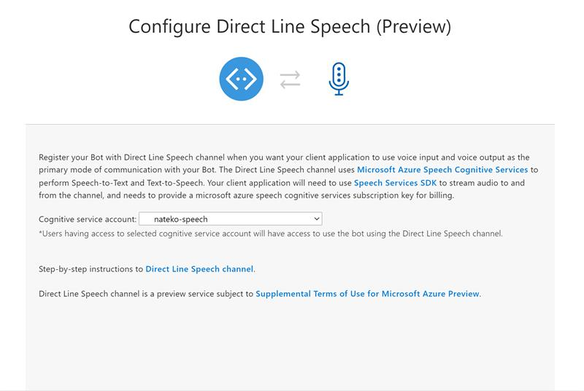 Configure Direct Line Speech (Preview)
Register your Bot with Direct Line Speech channel when you want your client application to use voice input and voice output as the
primary mode of communication with your Bot. The Direct Line Speech channel uses Microsoft Azure Speech Cognitive Services to
perform Speech-to-Text and Text-to-Speech. Your client application will need to use Speech Services SDK to stream audio to and
from the channel, and needs to provide a microsoft azure speech cognitive services subscription key for billing.
Cognitive service account: nateko-speech
*Users having access to selected cognitive service account will have access to use the bot using the Direct Line Speech channel.
Step-by-step instructions to Direct Line Speech channel.
Direct Line Speech channel is a preview service subject to Supplemental Terms of Use for Microsoft Azure Preview.